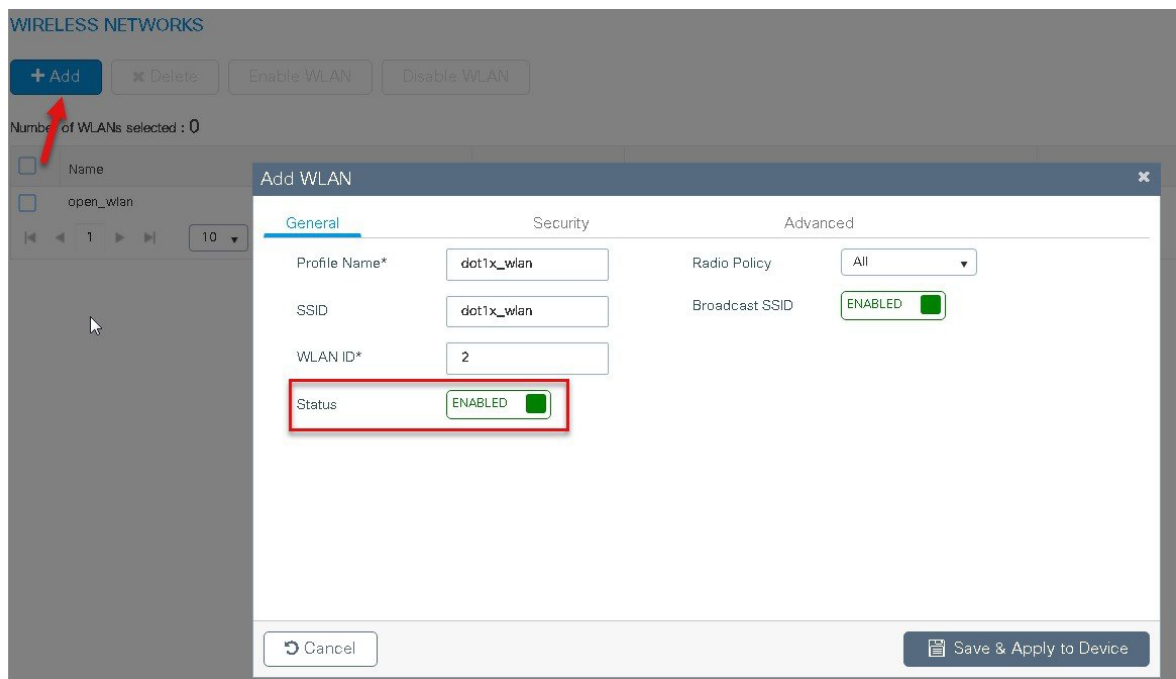 WIRELESS NETWORKS
+ Add
✖ Delete
Enable WLAN
Disable WLAN
Number of WLANs selected : 0
Name
open_wlan
1
10
Add WLAN
General
Security
Advanced
Profile Name*
dot1x_wlan
Radio Policy
All
SSID
dot1x_wlan
Broadcast SSID
ENABLED
WLAN ID*
2
Status
ENABLED
Cancel
Save & Apply to Device